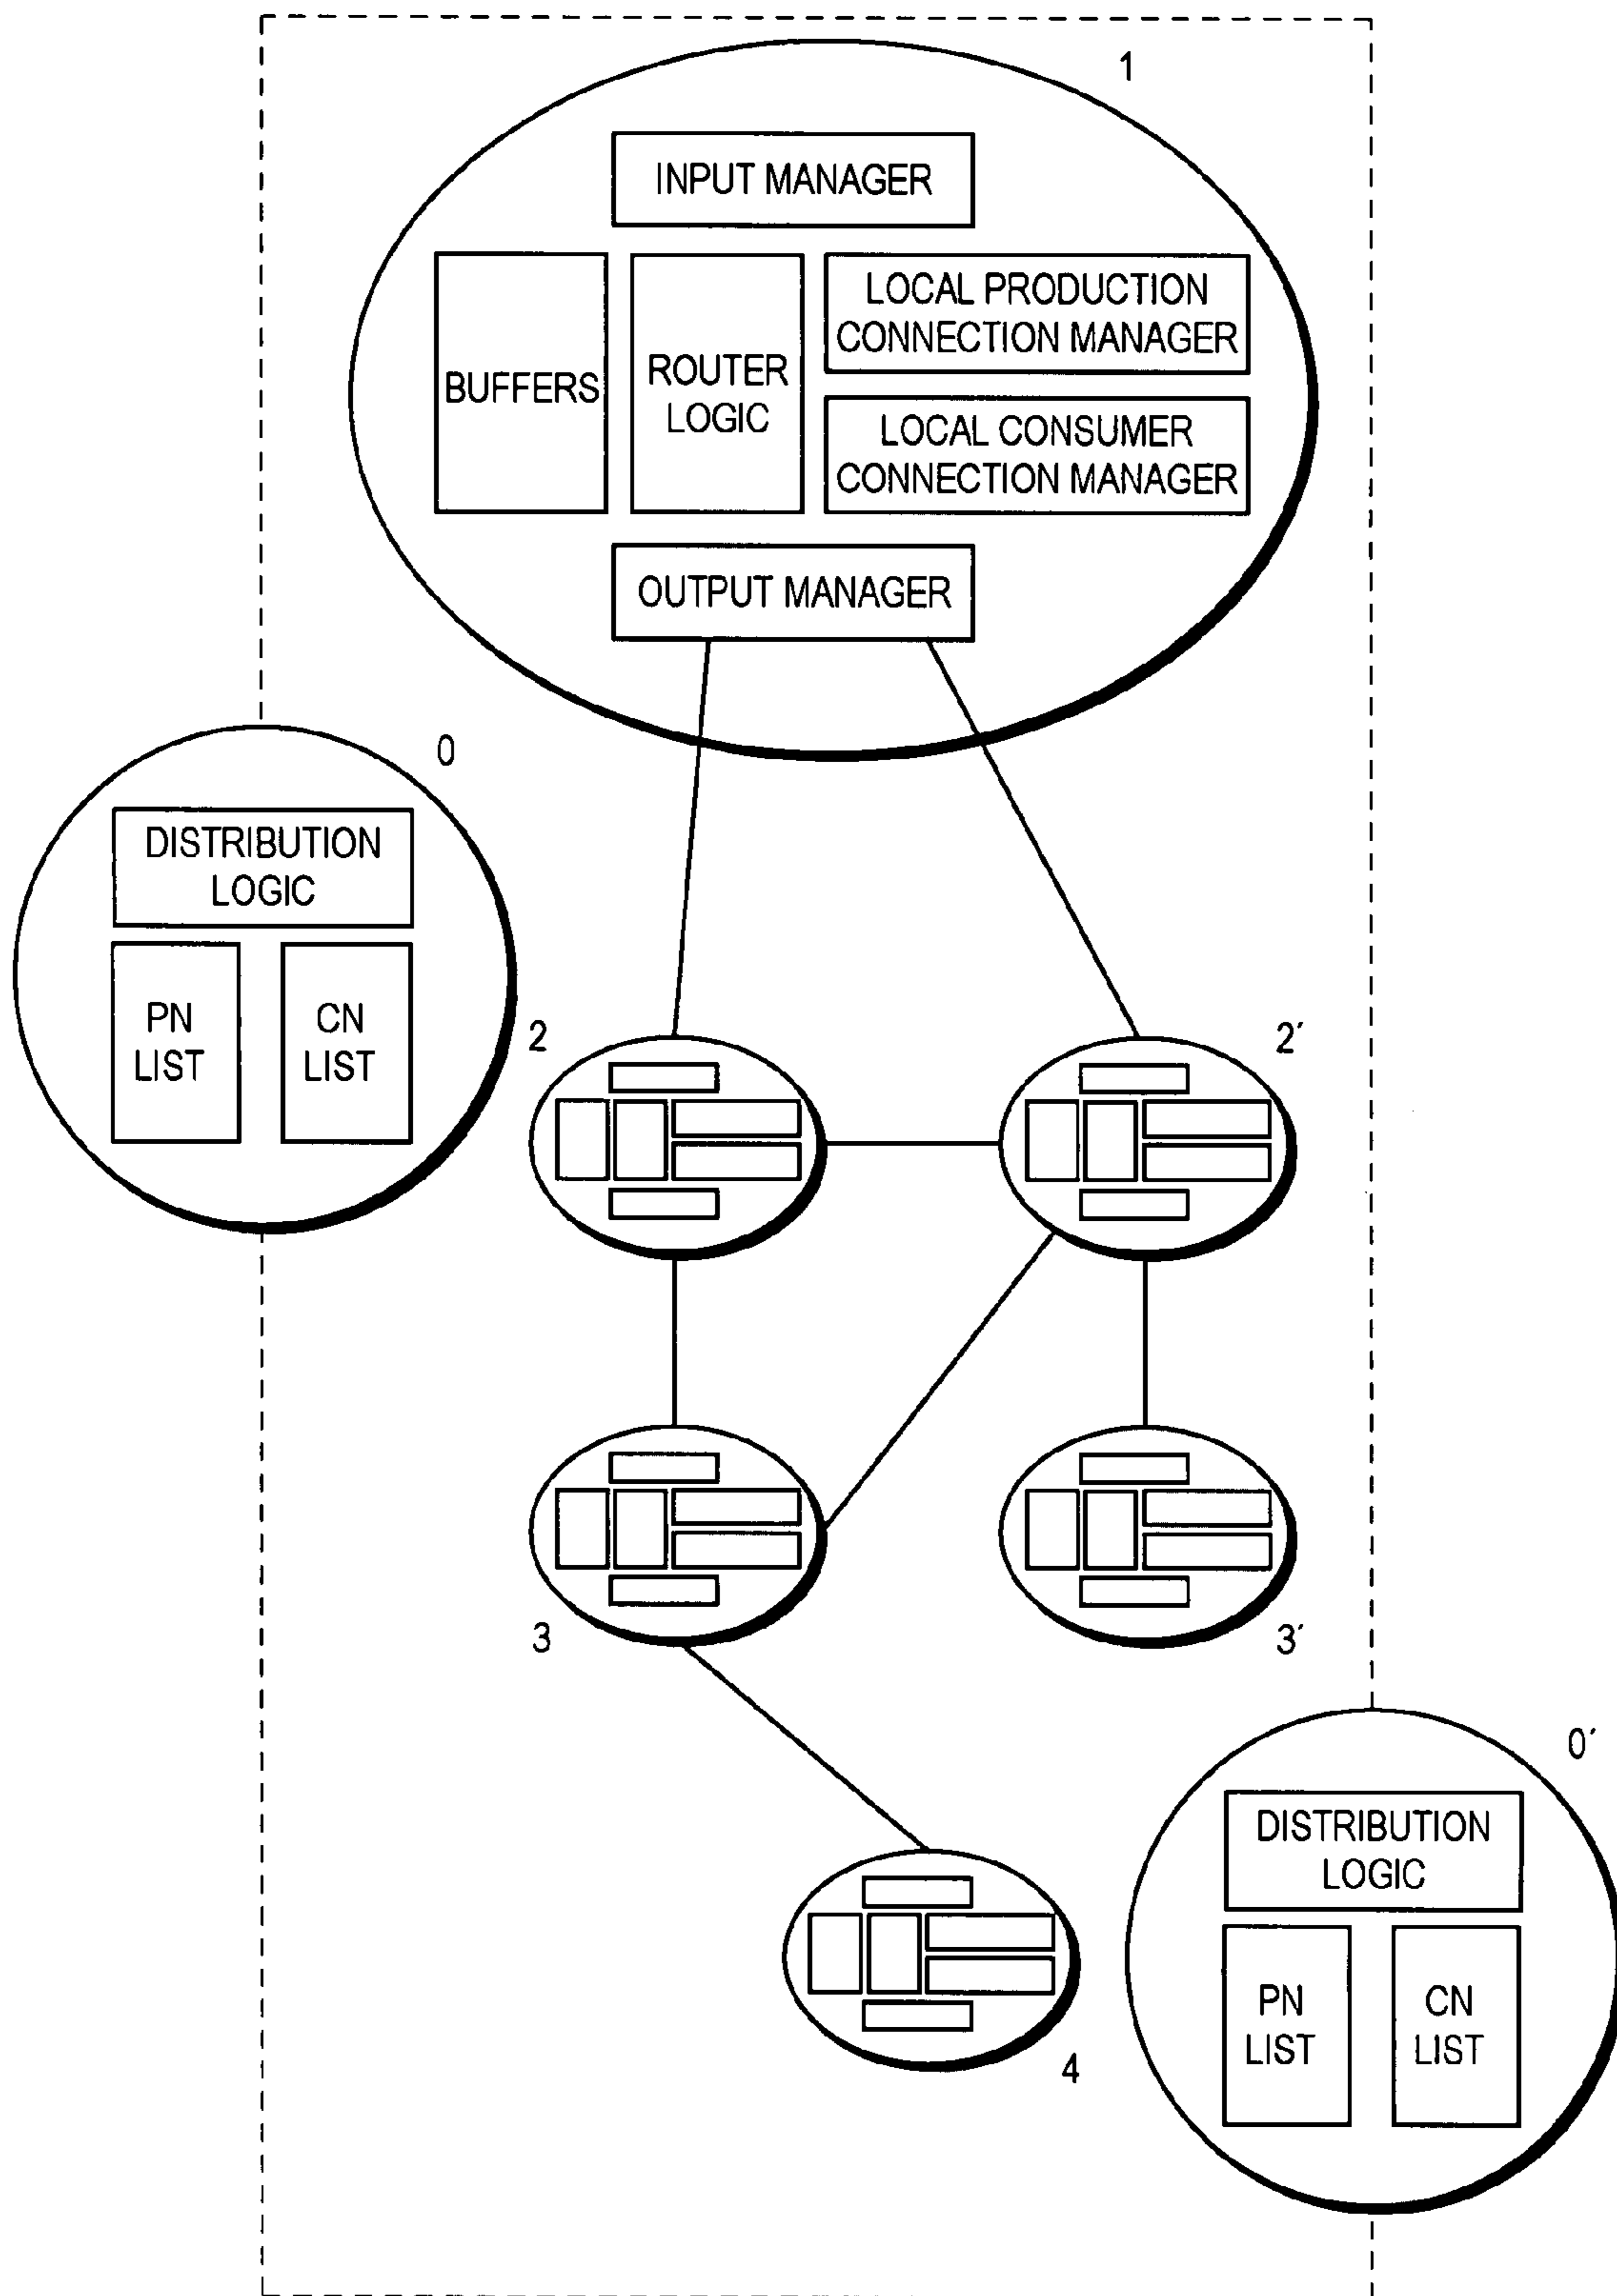 1
INPUT MANAGER
BUFFERS
ROUTER
LOGIC
LOCAL PRODUCTION
CONNECTION MANAGER
LOCAL CONSUMER
CONNECTION MANAGER
OUTPUT MANAGER
0
DISTRIBUTION
LOGIC
PN
LIST
CN
LIST
2
2′
3
3′
0′
DISTRIBUTION
LOGIC
PN
LIST
CN
LIST
4